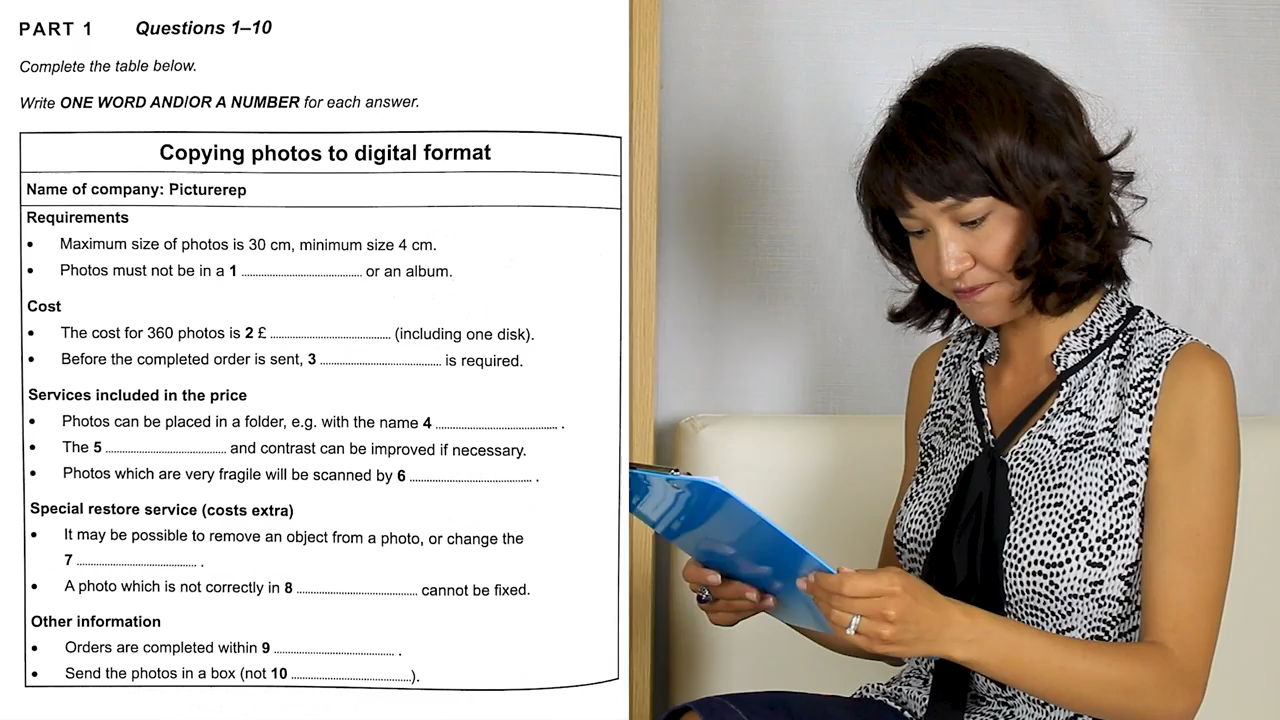 PART 1 Questions 1–10
Complete the table below.
Write ONE WORD AND/OR A NUMBER for each answer.
Copying photos to digital format
Name of company: Picturerep
Requirements
• Maximum size of photos is 30 cm, minimum size 4 cm.
• Photos must not be in a 1 .................................... or an album.
Cost
• The cost for 360 photos is 2 £ .................................... (including one disk).
• Before the completed order is sent, 3 .................................... is required.
Services included in the price
• Photos can be placed in a folder, e.g. with the name 4 .................................... .
• The 5 .................................... and contrast can be improved if necessary.
• Photos which are very fragile will be scanned by 6 .................................... .
Special restore service (costs extra)
• It may be possible to remove an object from a photo, or change the
7 .................................... .
• A photo which is not correctly in 8 .................................... cannot be fixed.
Other information
• Orders are completed within 9 .................................... .
• Send the photos in a box (not 10 ....................................).